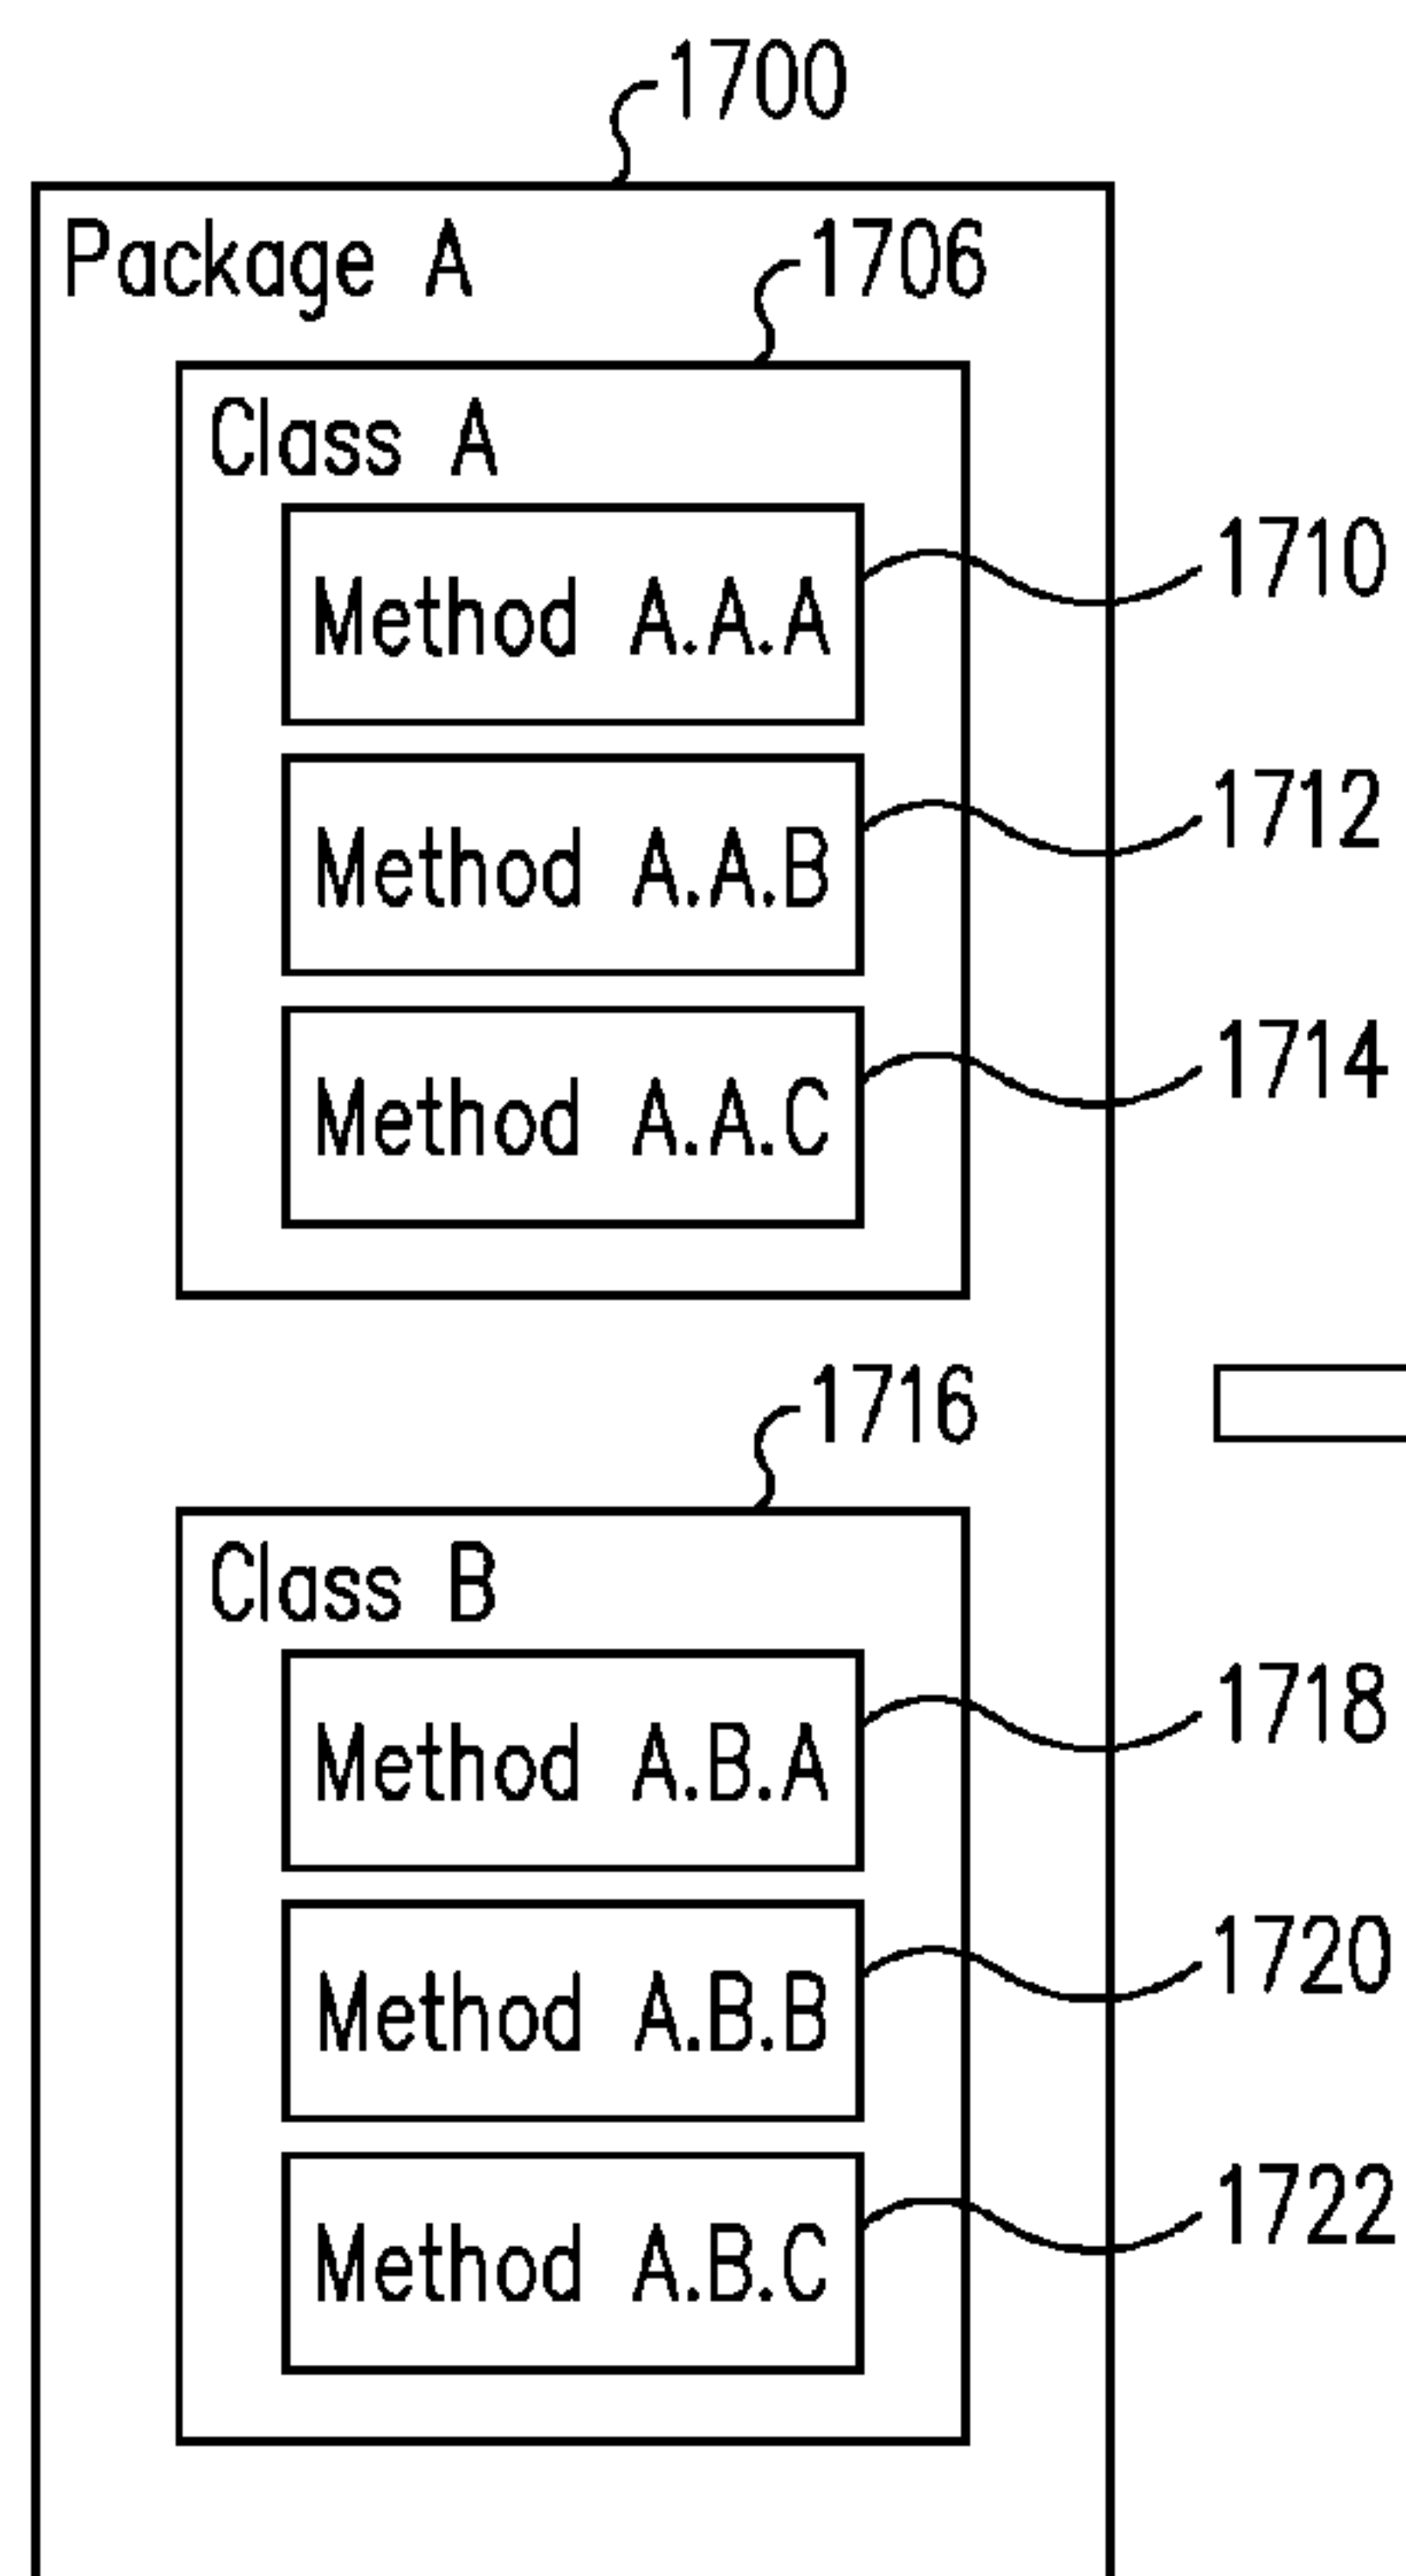 1700
Package A
1706
Class A
Method A.A.A
1710
Method A.A.B
1712
Method A.A.C
1714
1716
Class B
Method A.B.A
1718
Method A.B.B
1720
Method A.B.C
1722